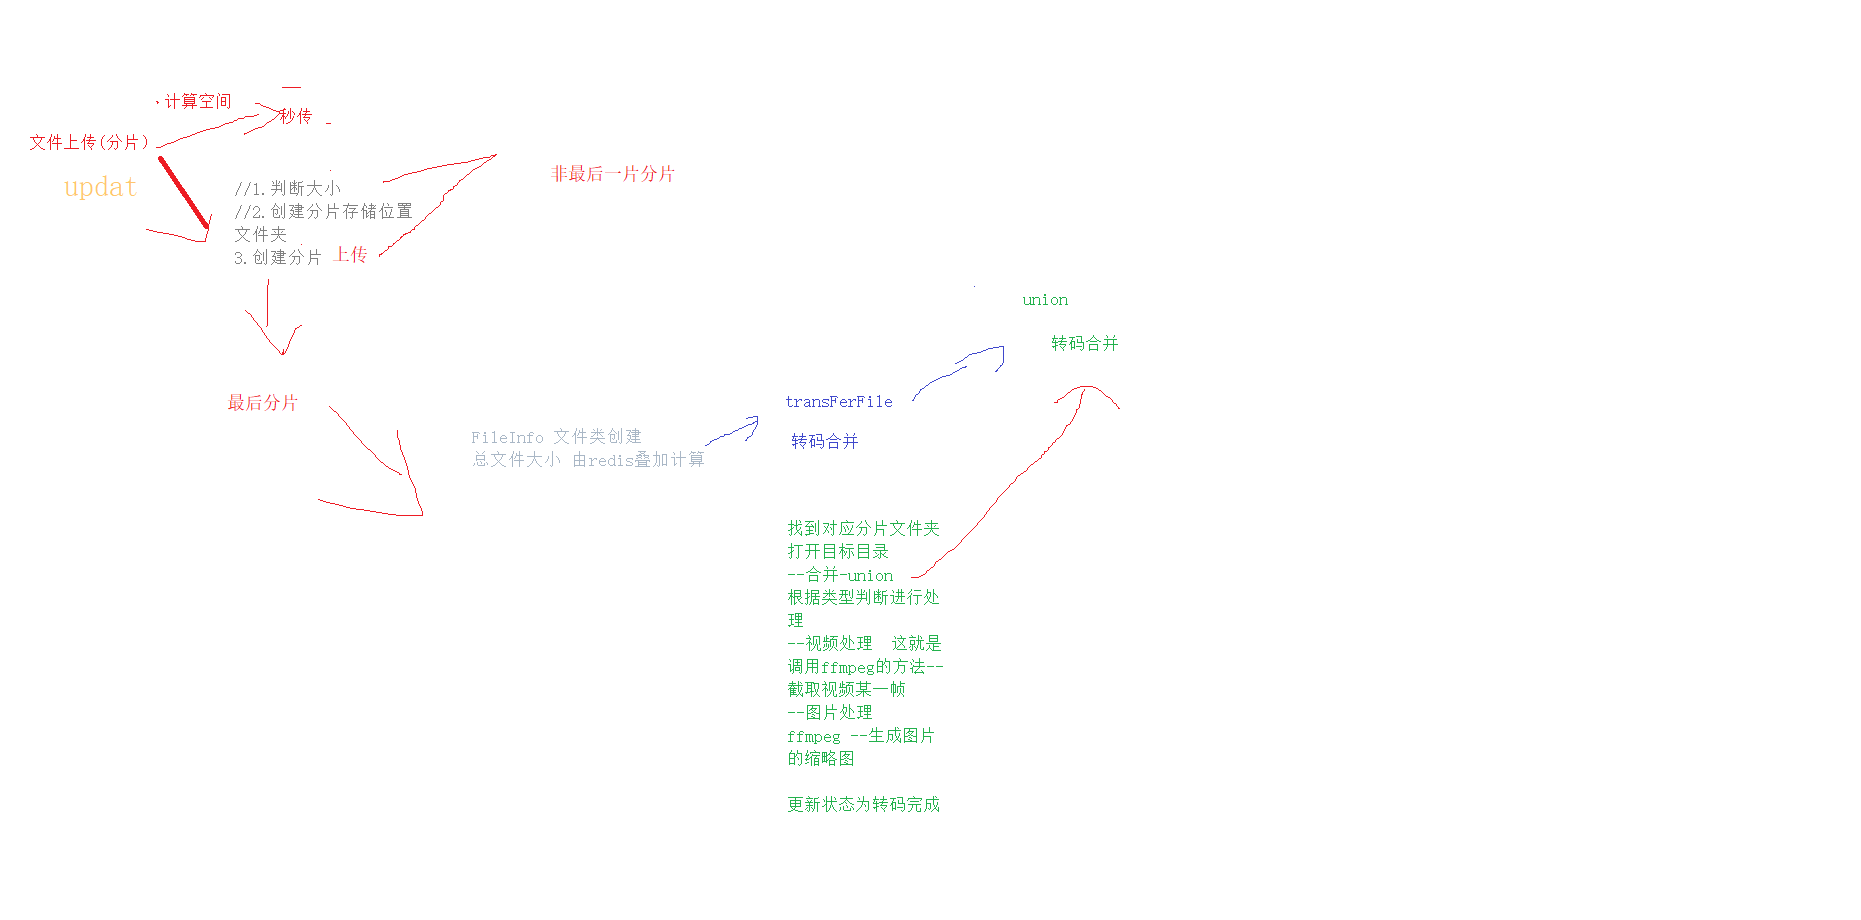 计算空间
秒传
文件上传(分片)
updat
//1.判断大小
//2.创建分片存储位置
文件夹
3.创建分片 上传
非最后一片分片
最后分片
FileInfo 文件类创建
总文件大小 由redis叠加计算
transFerFile
转码合并
union
转码合并
找到对应分片文件夹
打开目标目录
--合并-union
根据类型判断进行处
理
--视频处理 这就是
调用ffmpeg的方法--
截取视频某一帧
--图片处理
ffmpeg --生成图片
的缩略图
更新状态为转码完成